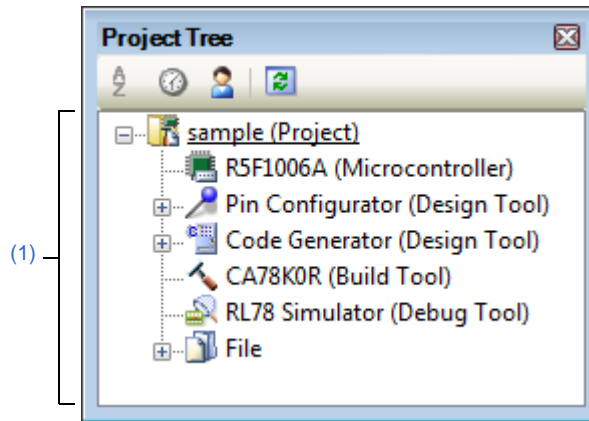 Project Tree
sample (Project)
R5F1006A (Microcontroller)
Pin Configurator (Design Tool)
Code Generator (Design Tool)
(1)
CA78K0R (Build Tool)
RL78 Simulator (Debug Tool)
File